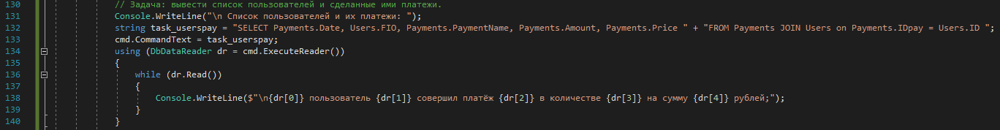 130 // Задача: вывести список пользователей и сделанные ими платежи.
131 Console.WriteLine("\n Список пользователей и их платежи: ");
132 string task_userspay = "SELECT Payments.Date, Users.FIO, Payments.PaymentName, Payments.Amount, Payments.Price " + "FROM Payments JOIN Users on Payments.IDpay = Users.ID ";
133 cmd.CommandText = task_userspay;
134 using (DbDataReader dr = cmd.ExecuteReader())
135 {
136 while (dr.Read())
137 {
138 Console.WriteLine($"\n{dr[0]} пользователь {dr[1]} совершил платёж {dr[2]} в количестве {dr[3]} на сумму {dr[4]} рублей;");
139 }
140 }